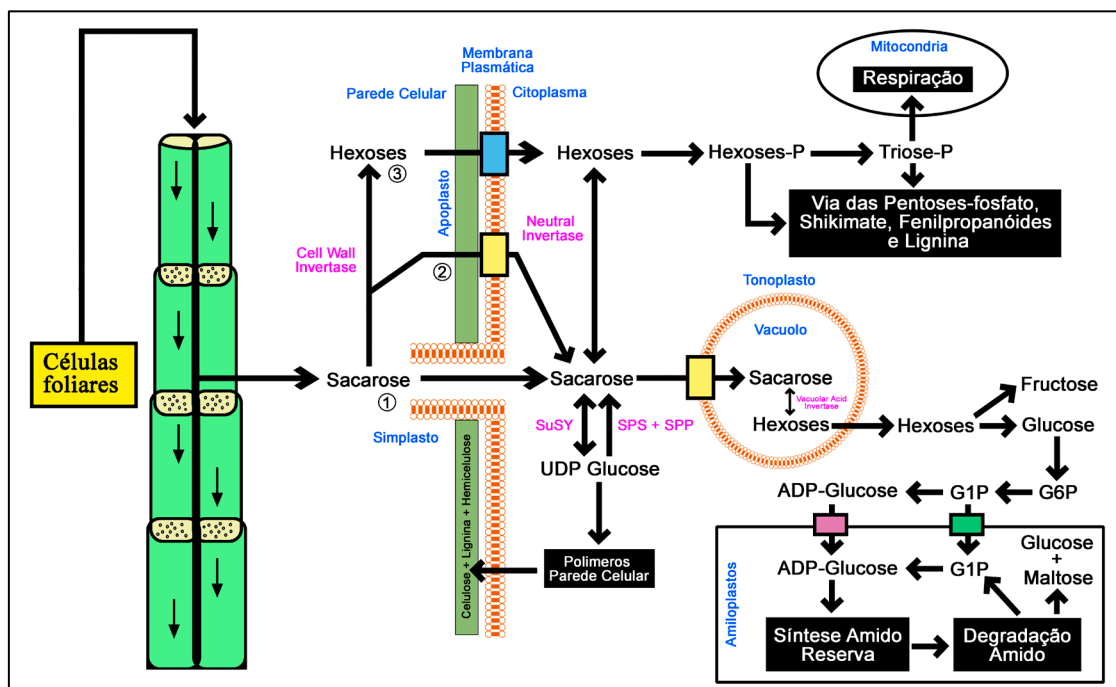 Células
foliares
Parede Celular
Membrana
Plasmática
Citoplasma
Mitocondria
Respiração
Hexoses
③
Hexoses
Hexoses-P
Triose-P
Via das Pentoses-fosfato,
Shikimate, Fenilpropanóides
e Lignina
Apoplasto
Cell Wall
Invertase
②
Neutral
Invertase
Tonoplasto
Vacuolo
Sacarose
①
Sacarose
Sacarose
Vacuolar Acid
Invertase
Hexoses
Hexoses
Fructose
Glucose
Simplasto
SuSY
SPS + SPP
UDP Glucose
Celulose + Lignina + Hemicelulose
Polimeros
Parede Celular
ADP-Glucose
G1P
G6P
Amiloplastos
ADP-Glucose
G1P
Glucose
+
Maltose
Síntese Amido
Reserva
Degradação
Amido